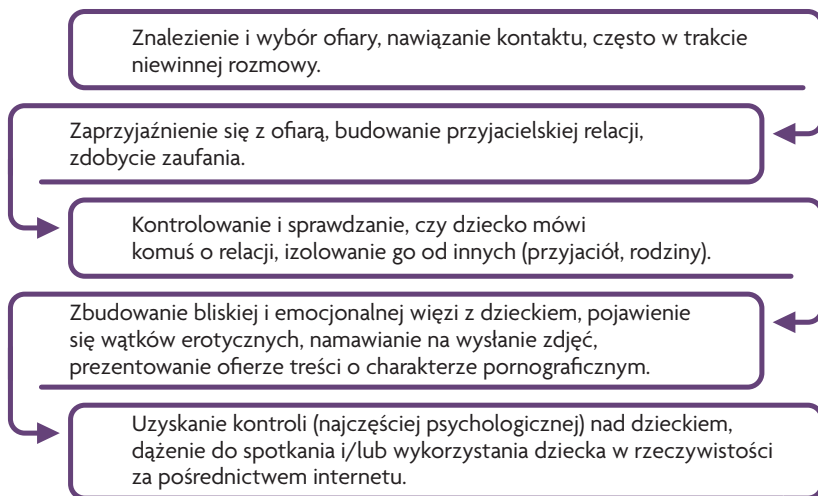 Znalezienie i wybór ofiary, nawiązanie kontaktu, często w trakcie
niewinnej rozmowy.
Zaprzyjaźnienie się z ofiarą, budowanie przyjacielskiej relacji,
zdobycie zaufania.
Kontrolowanie i sprawdzanie, czy dziecko mówi
komuś o relacji, izolowanie go od innych (przyjaciół, rodziny).
Zbudowanie bliskiej i emocjonalnej więzi z dzieckiem, pojawienie
się wątków erotycznych, namawianie na wysłanie zdjęć,
prezentowanie ofierze treści o charakterze pornograficznym.
Uzyskanie kontroli (najczęściej psychologicznej) nad dzieckiem,
dążenie do spotkania i/lub wykorzystania dziecka w rzeczywistości
za pośrednictwem internetu.